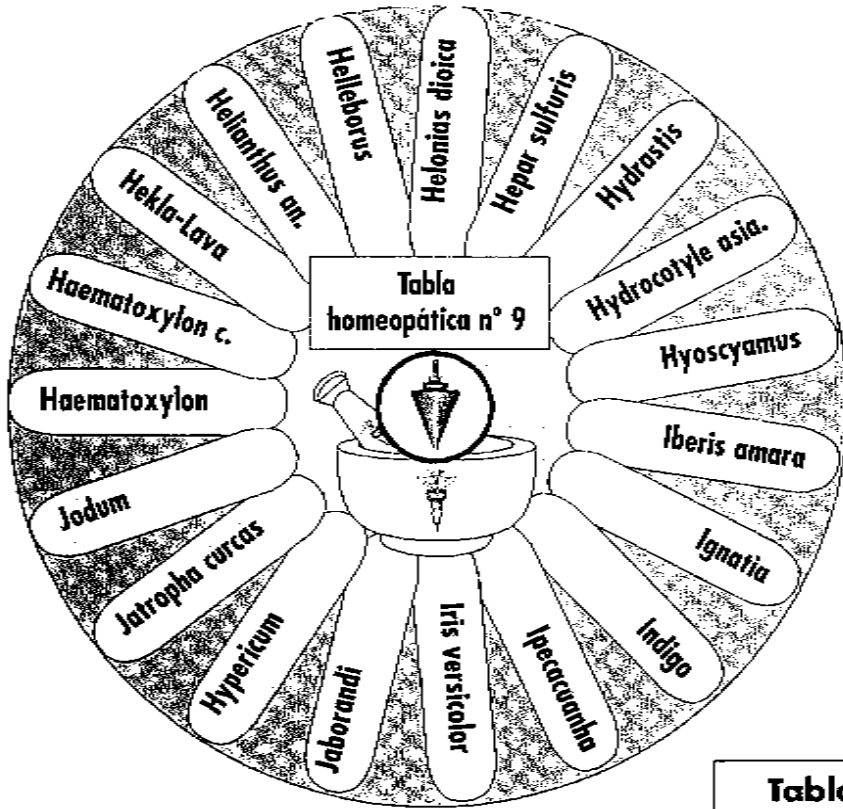 Tabla
homeopática n° 9
Haematoxylon
Haematoxylon c.
Hekla-Lava
Helianthus an.
Helleborus
Helonias dioica
Hepar sulfuris
Hydrastis
Hydrocotyle asia.
Hyoscyamus
Iberis amara
Ignatia
Indigo
Ipecacuanha
Iris versicolor
Jaborandi
Hypericum
Jatropha curcas
Jodum
Tabl